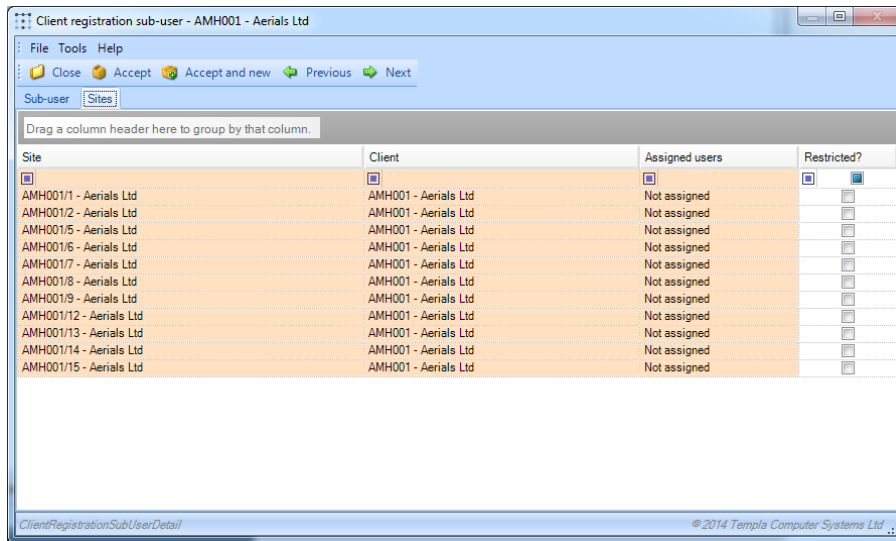 Client registration sub-user - AMH001 - Aerials Ltd
File Tools Help
Close Accept Accept and new Previous Next
Sub-user Sites
Drag a column header here to group by that column.
Site Client Assigned users Restricted?
AMH001/1 - Aerials Ltd AMH001 - Aerials Ltd Not assigned
AMH001/2 - Aerials Ltd AMH001 - Aerials Ltd Not assigned
AMH001/5 - Aerials Ltd AMH001 - Aerials Ltd Not assigned
AMH001/6 - Aerials Ltd AMH001 - Aerials Ltd Not assigned
AMH001/7 - Aerials Ltd AMH001 - Aerials Ltd Not assigned
AMH001/8 - Aerials Ltd AMH001 - Aerials Ltd Not assigned
AMH001/9 - Aerials Ltd AMH001 - Aerials Ltd Not assigned
AMH001/12 - Aerials Ltd AMH001 - Aerials Ltd Not assigned
AMH001/13 - Aerials Ltd AMH001 - Aerials Ltd Not assigned
AMH001/14 - Aerials Ltd AMH001 - Aerials Ltd Not assigned
AMH001/15 - Aerials Ltd AMH001 - Aerials Ltd Not assigned
ClientRegistrationSubUserDetail © 2014 Templa Computer Systems Ltd